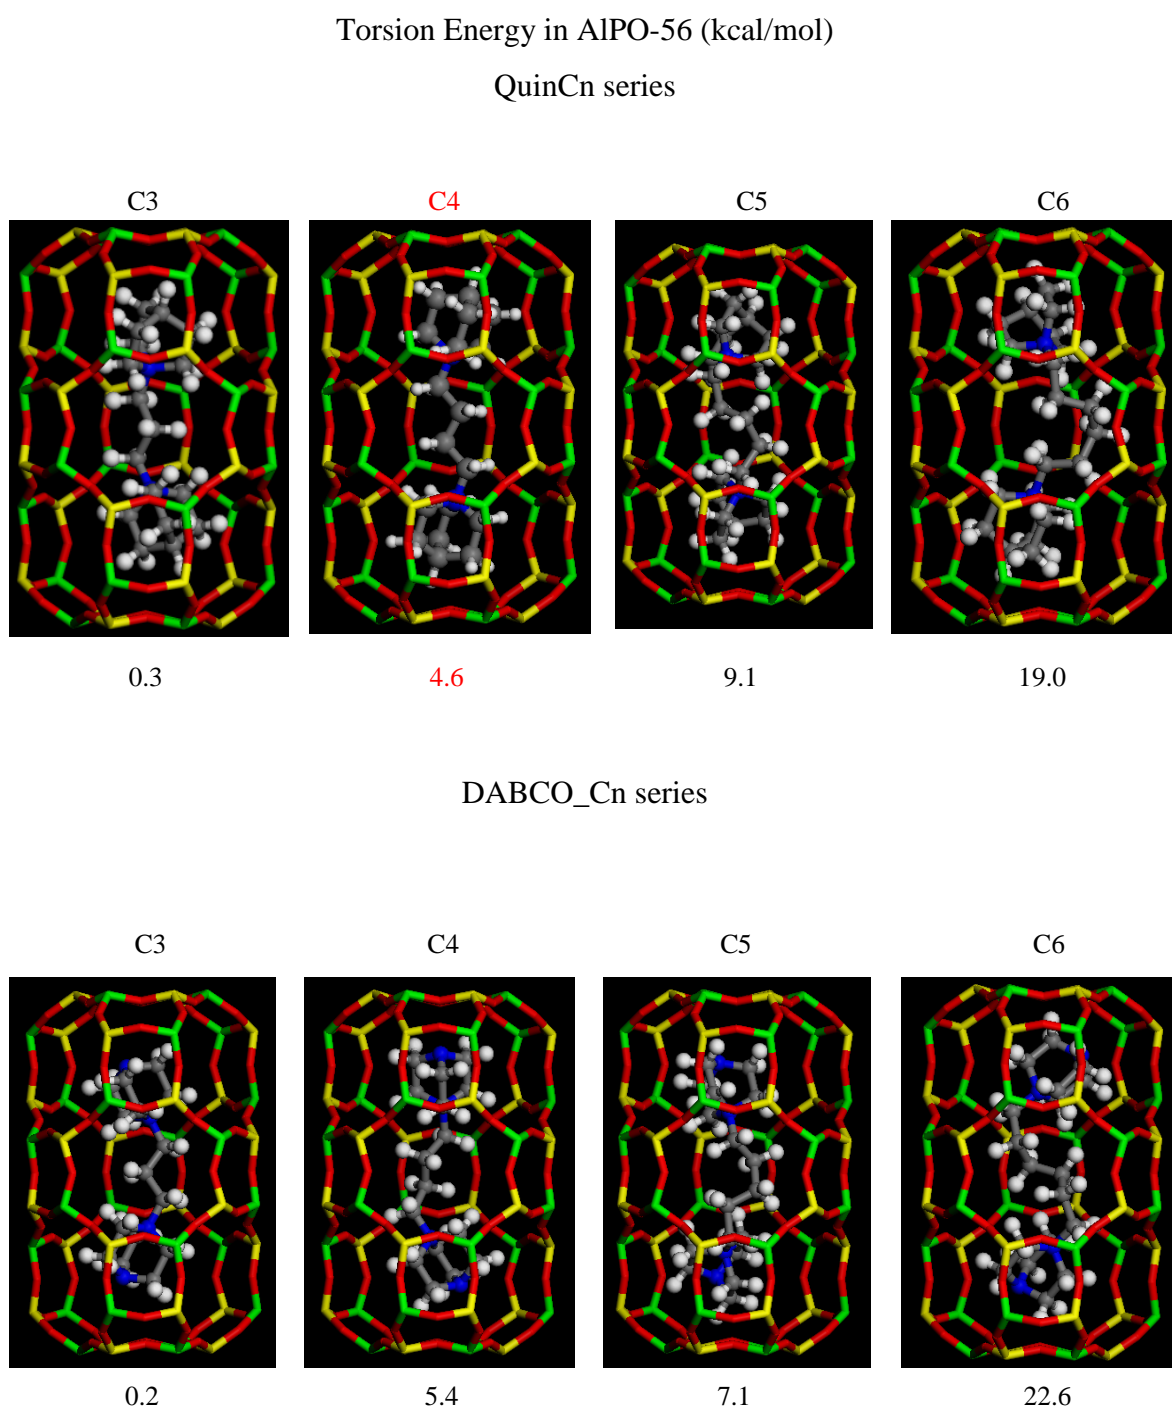 Torsion Energy in AlPO-56 (kcal/mol)
QuinCn series
C3 C4 C5 C6
0.3 4.6 9.1 19.0
DABCO_Cn series
C3 C4 C5 C6
0.2 5.4 7.1 22.6